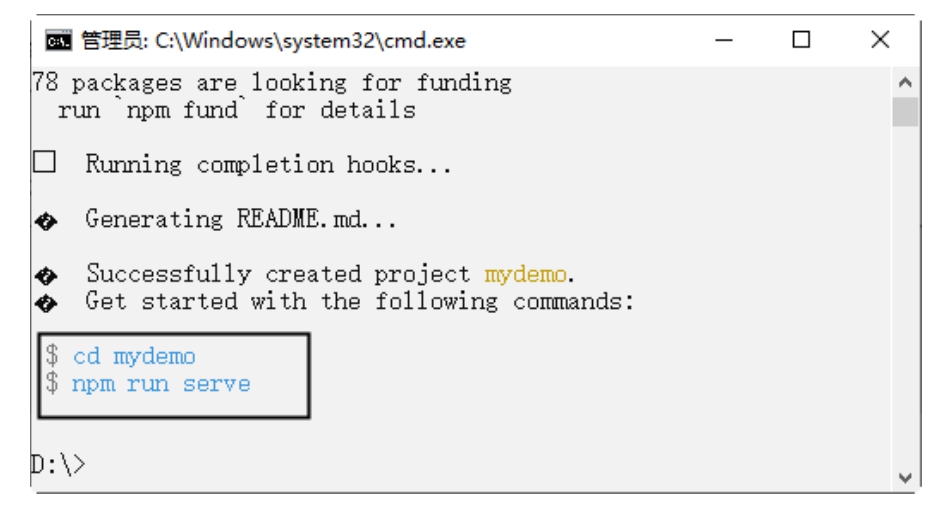 管理员: C:\Windows\system32\cmd.exe
78 packages are looking for funding
  run `npm fund` for details
□  Running completion hooks...
�  Generating README.md...
�  Successfully created project mydemo.
�  Get started with the following commands:
$ cd mydemo
$ npm run serve
D:\>